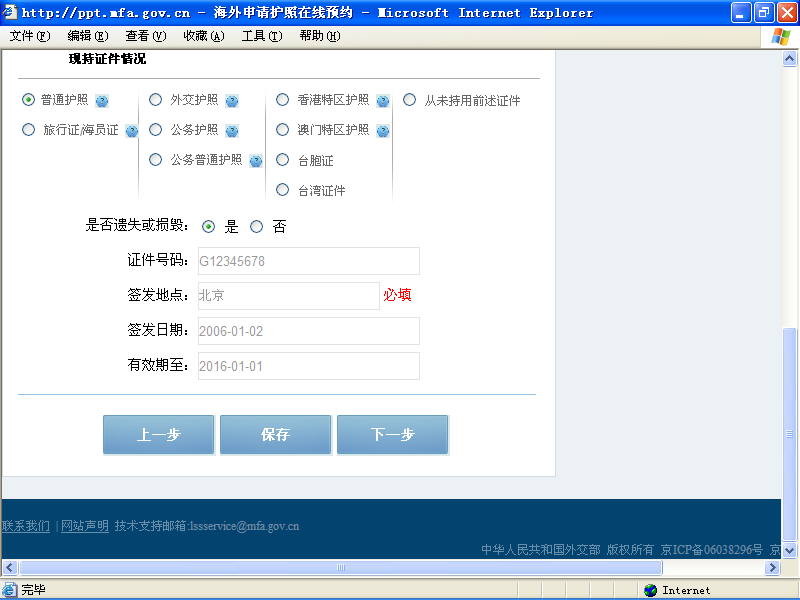 http://ppt.mfa.gov.cn - 海外申请护照在线预约 - Microsoft Internet Explorer
文件(F) 编辑(E) 查看(V) 收藏(A) 工具(T) 帮助(H)
现持证件情况
普通护照 外交护照 香港特区护照 从未持用前述证件
旅行证/海员证 公务护照 澳门特区护照
公务普通护照 台胞证
台湾证件
是否遗失或损毁: 是 否
证件号码: G12345678
签发地点: 北京 必填
签发日期: 2006-01-02
有效期至: 2016-01-01
上一步 保存 下一步
联系我们 | 网站声明 技术支持邮箱:lssservice@mfa.gov.cn
中华人民共和国外交部 版权所有 京ICP备06038296号 京
完毕 Internet